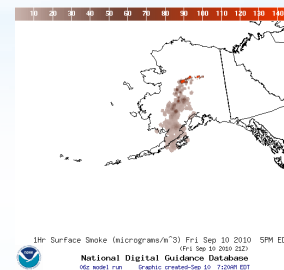 10 20 30 40 50 60 70 80 90 100 110 120 130 140
1Hr Surface Smoke (micrograms/m^3) Fri Sep 10 2010 5PM ED
(Fri Sep 10 2010 21Z)
National Digital Guidance Database
06z model run Graphic created-Sep 10 7:20AM EDT